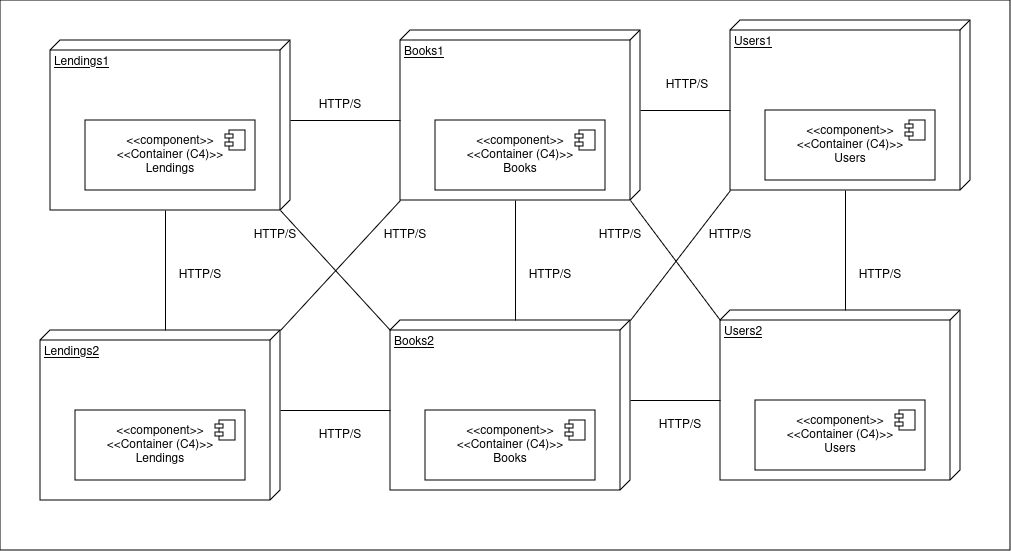 Lendings1
<<component>>
<<Container (C4)>>
Lendings
HTTP/S
Books1
<<component>>
<<Container (C4)>>
Books
HTTP/S
Users1
<<component>>
<<Container (C4)>>
Users
HTTP/S
HTTP/S
HTTP/S
HTTP/S
HTTP/S
HTTP/S
HTTP/S
Lendings2
<<component>>
<<Container (C4)>>
Lendings
HTTP/S
Books2
<<component>>
<<Container (C4)>>
Books
HTTP/S
Users2
<<component>>
<<Container (C4)>>
Users